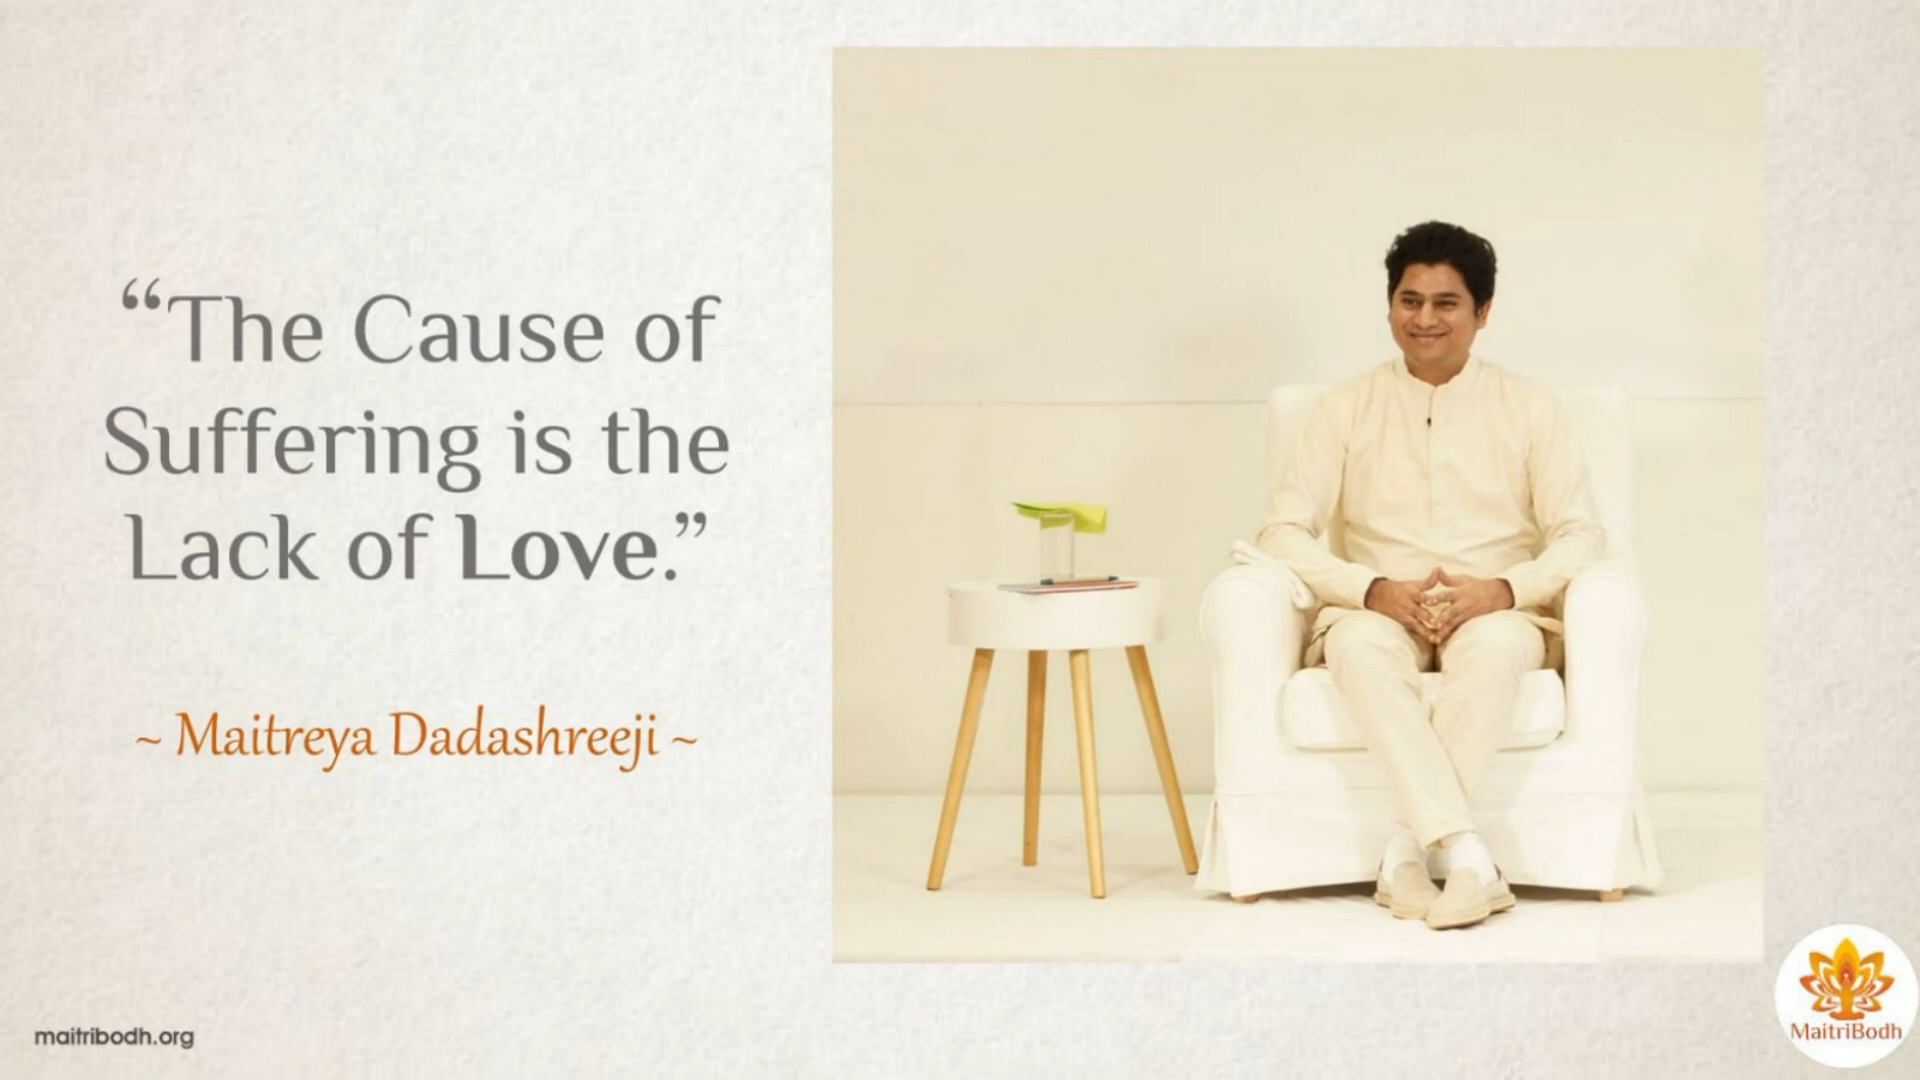 “The Cause of
Suffering is the
Lack of Love.”
~ Maitreya Dadashreeji ~
maitribodh.org
MaitriBodh